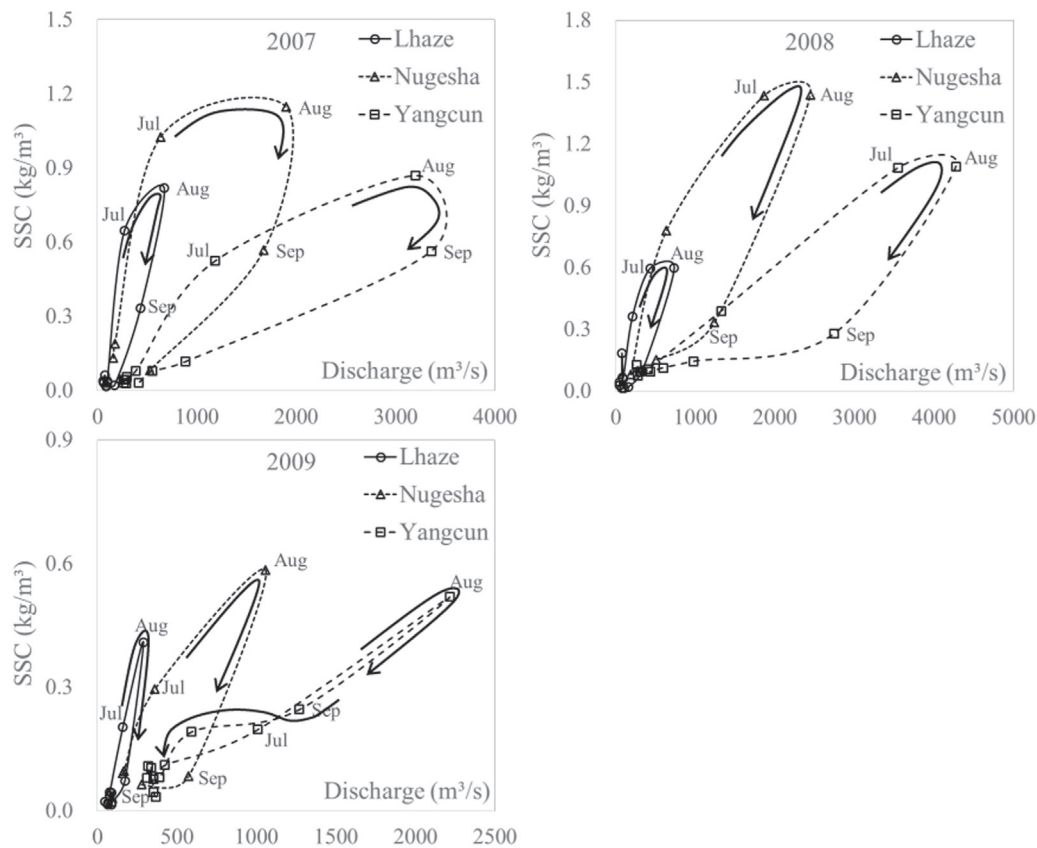 2007
Lhaze
Nugesha
Yangcun
1.5
1.2
0.9
0.6
0.3
0.0
SSC (kg/m³)
Jul
Aug
Jul
Aug
Sep
Sep
Jul
Aug
Sep
Discharge (m³/s)
0 1000 2000 3000 4000
2008
Lhaze
Nugesha
Yangcun
1.8
1.5
1.2
0.9
0.6
0.3
0.0
SSC (kg/m³)
Jul
Aug
Jul
Aug
Jul
Aug
Sep
Sep
Discharge (m³/s)
0 1000 2000 3000 4000 5000
2009
Lhaze
Nugesha
Yangcun
0.9
0.6
0.3
0.0
SSC (kg/m³)
Aug
Aug
Aug
Jul
Jul
Sep
Jul
Sep
Sep
Discharge (m³/s)
0 500 1000 1500 2000 2500